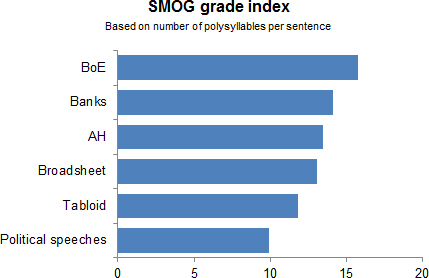 SMOG grade index
Based on number of polysyllables per sentence
BoE
Banks
AH
Broadsheet
Tabloid
Political speeches
0 5 10 15 20